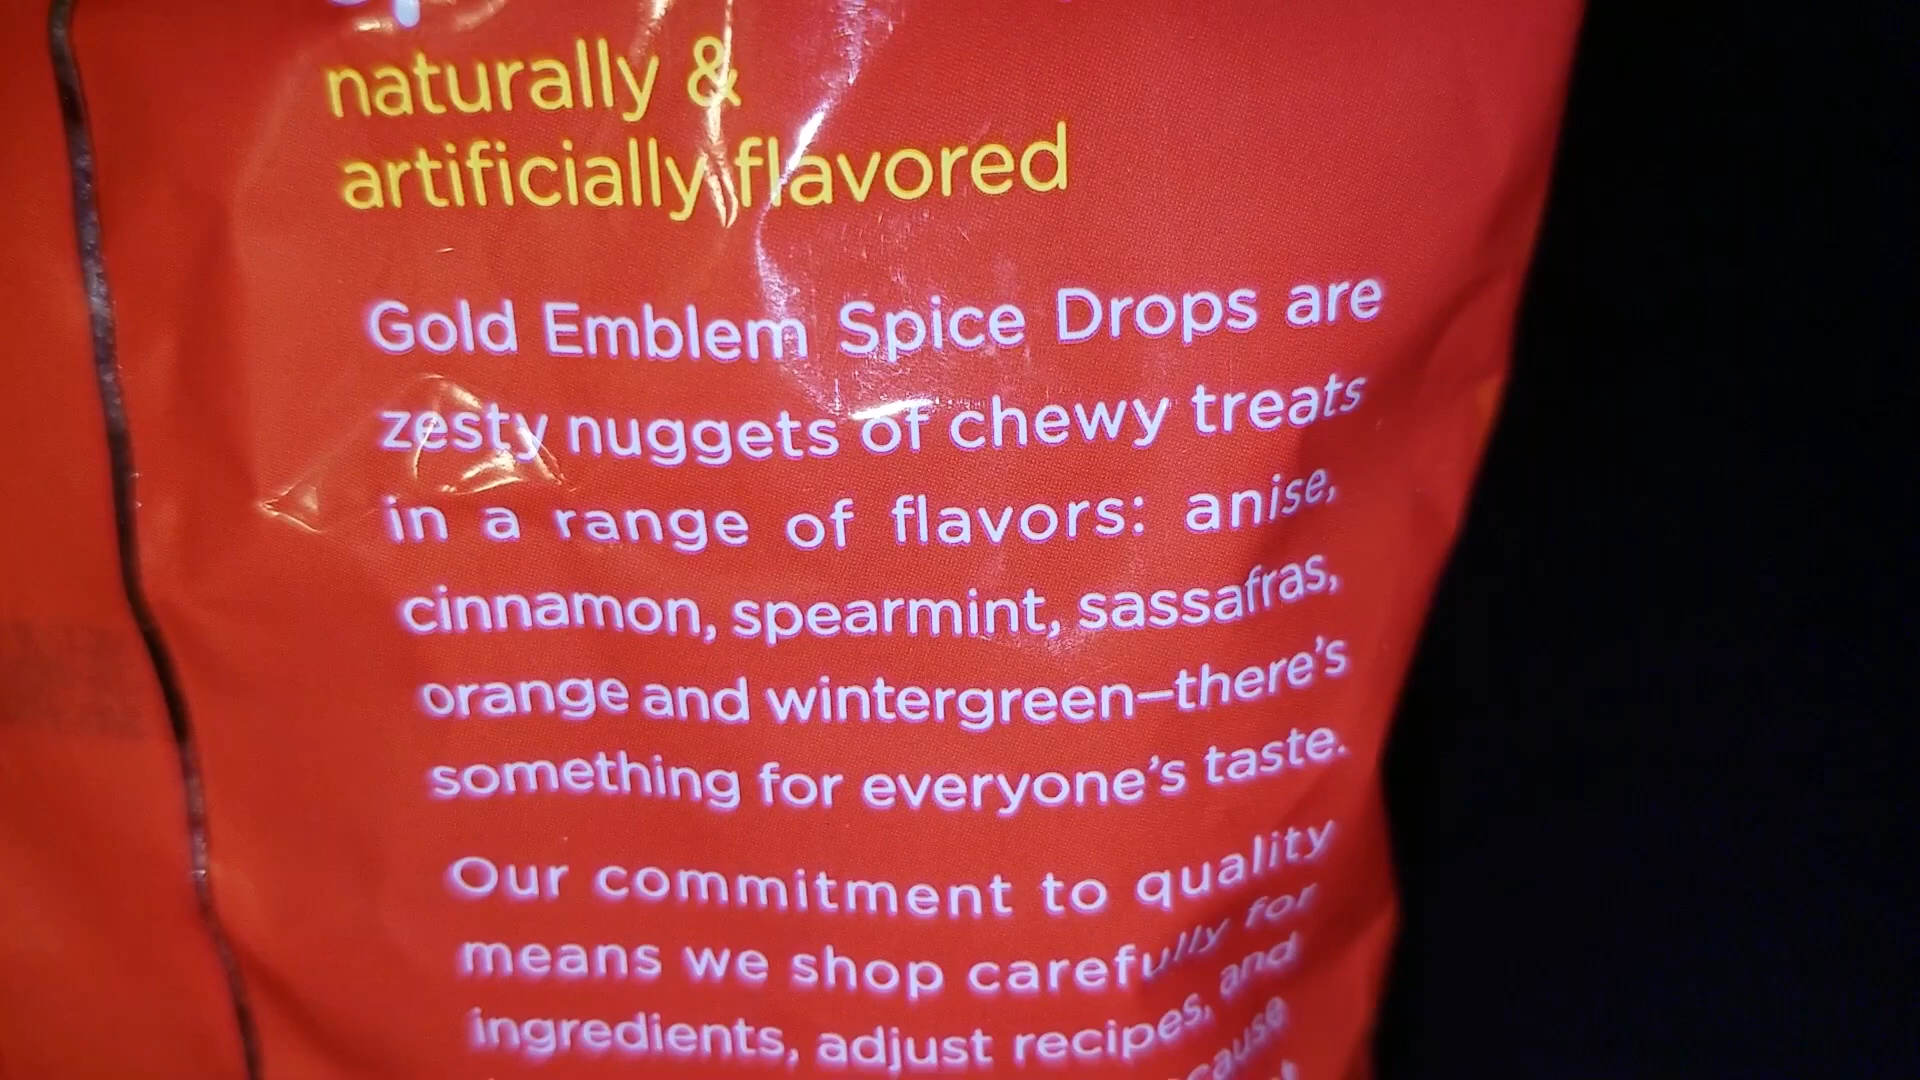 naturally &
artificially flavored
Gold Emblem Spice Drops are
zesty nuggets of chewy treats
in a range of flavors: anise,
cinnamon, spearmint, sassafras,
orange and wintergreen–there's
something for everyone's taste.
Our commitment to quality
means we shop carefully for
ingredients, adjust recipes, and